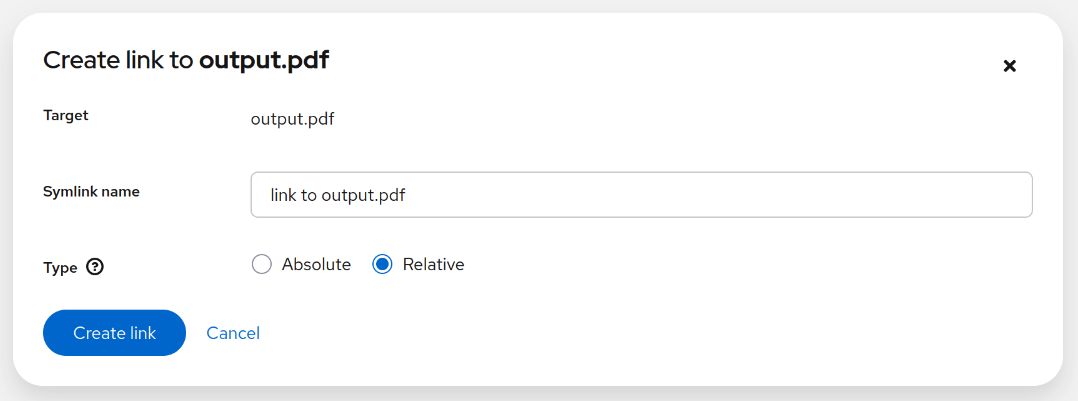 Create link to output.pdf
Target
output.pdf
Symlink name
link to output.pdf
Type
Absolute
Relative
Create link
Cancel